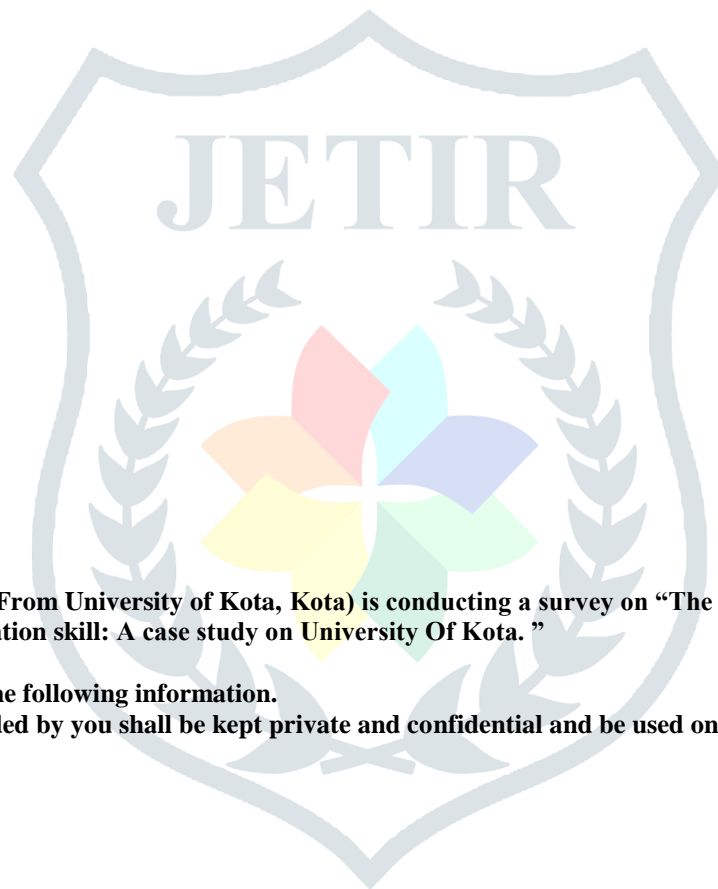 JETIR
From University of Kota, Kota) is conducting a survey on “The
ation skill: A case study on University Of Kota. ”
he following information.
led by you shall be kept private and confidential and be used on